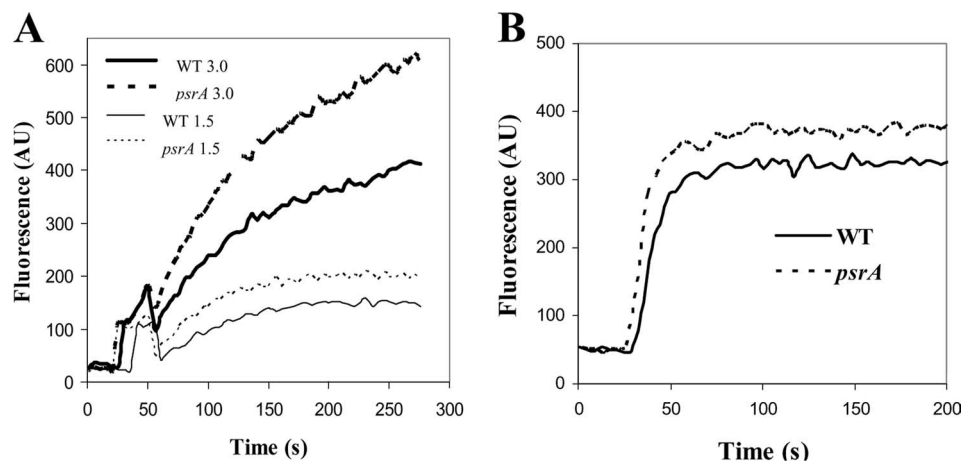 A
Fluorescence (AU)
600
500
400
300
200
100
0
WT 3.0
psrA 3.0
WT 1.5
psrA 1.5
0 50 100 150 200 250 300
Time (s)
B
Fluorescence (AU)
500
400
300
200
100
0
WT
psrA
0 50 100 150 200
Time (s)